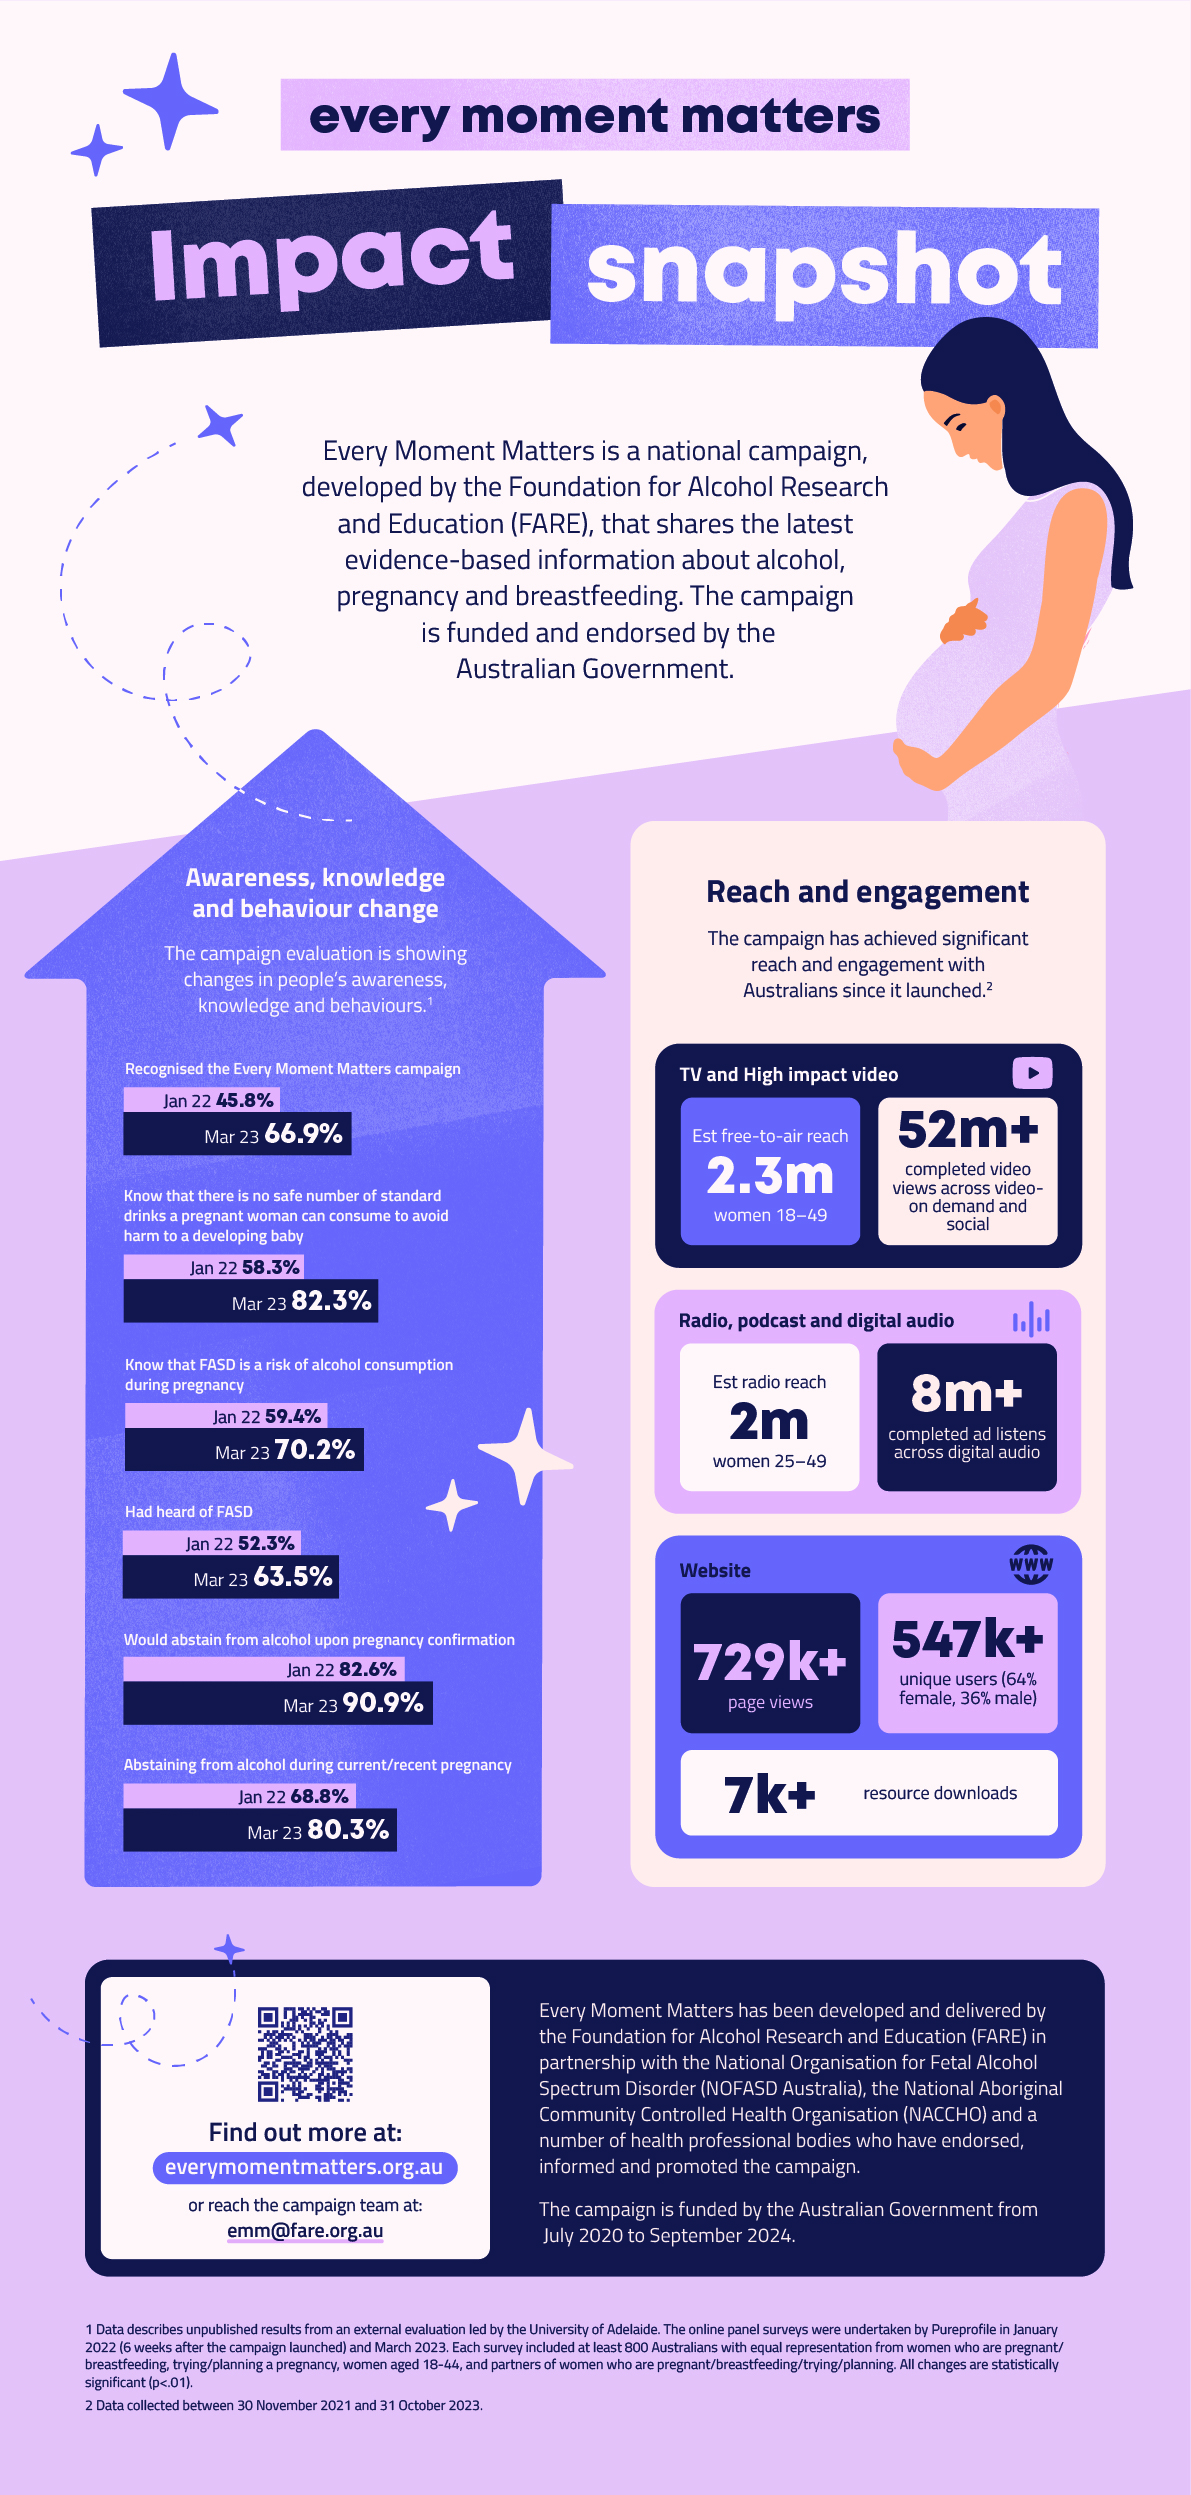 every moment matters
Impact
snapshot
Every Moment Matters is a national campaign,
developed by the Foundation for Alcohol Research
and Education (FARE), that shares the latest
evidence-based information about alcohol,
pregnancy and breastfeeding. The campaign
is funded and endorsed by the
Australian Government.
Awareness, knowledge
and behaviour change
The campaign evaluation is showing
changes in people's awareness,
knowledge and behaviours.1
Recognised the Every Moment Matters campaign
Jan 22 45.8%
Mar 23 66.9%
Know that there is no safe number of standard
drinks a pregnant woman can consume to avoid
harm to a developing baby
Jan 22 58.3%
Mar 23 82.3%
Know that FASD is a risk of alcohol consumption
during pregnancy
Jan 22 59.4%
Mar 23 70.2%
Had heard of FASD
Jan 22 52.3%
Mar 23 63.5%
Would abstain from alcohol upon pregnancy confirmation
Jan 22 82.6%
Mar 23 90.9%
Abstaining from alcohol during current/recent pregnancy
Jan 22 68.8%
Mar 23 80.3%
Reach and engagement
The campaign has achieved significant
reach and engagement with
Australians since it launched.2
TV and High impact video
Est free-to-air reach
2.3m
women 18–49
52m+
completed video
views across video-
on demand and
social
Radio, podcast and digital audio
Est radio reach
2m
women 25–49
8m+
completed ad listens
across digital audio
Website
WWW
729k+
page views
547k+
unique users (64%
female, 36% male)
7k+
resource downloads
Find out more at:
everymomentmatters.org.au
or reach the campaign team at:
emm@fare.org.au
Every Moment Matters has been developed and delivered by
the Foundation for Alcohol Research and Education (FARE) in
partnership with the National Organisation for Fetal Alcohol
Spectrum Disorder (NOFASD Australia), the National Aboriginal
Community Controlled Health Organisation (NACCHO) and a
number of health professional bodies who have endorsed,
informed and promoted the campaign.
The campaign is funded by the Australian Government from
July 2020 to September 2024.
1 Data describes unpublished results from an external evaluation led by the University of Adelaide. The online panel surveys were undertaken by Pureprofile in January
2022 (6 weeks after the campaign launched) and March 2023. Each survey included at least 800 Australians with equal representation from women who are pregnant/
breastfeeding, trying/planning a pregnancy, women aged 18-44, and partners of women who are pregnant/breastfeeding/trying/planning. All changes are statistically
significant (p<.01).
2 Data collected between 30 November 2021 and 31 October 2023.